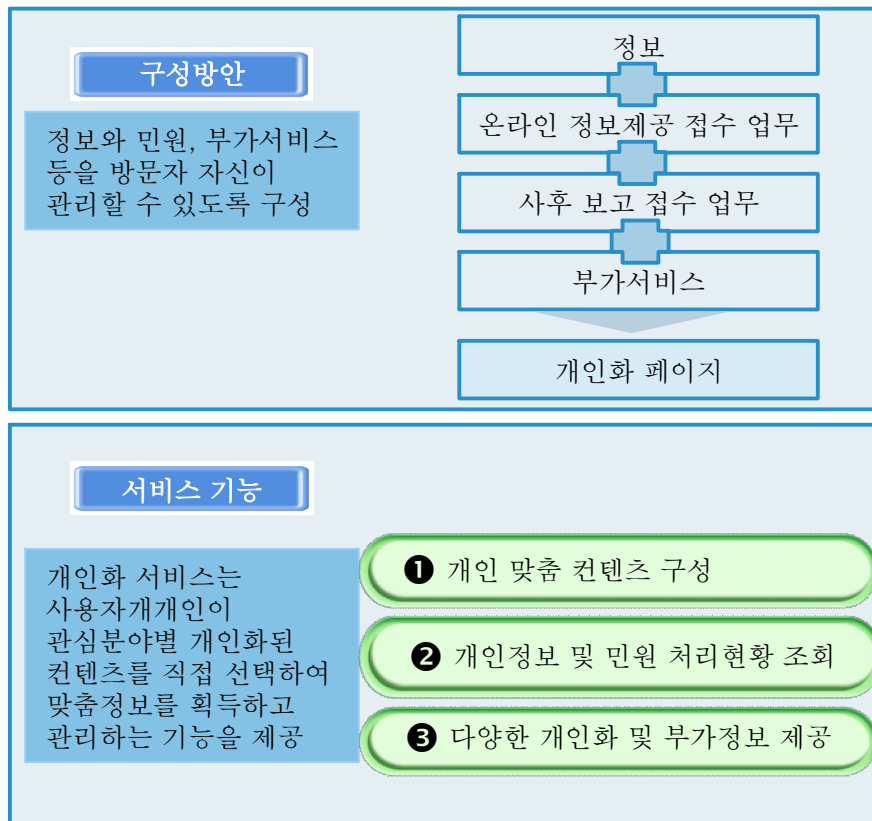 구성방안
정보와 민원, 부가서비스
등을 방문자 자신이
관리할 수 있도록 구성
정보
온라인 정보제공 접수 업무
사후 보고 접수 업무
부가서비스
개인화 페이지
서비스 기능
개인화 서비스는
사용자개개인이
관심분야별 개인화된
컨텐츠를 직접 선택하여
맞춤정보를 획득하고
관리하는 기능을 제공
❶ 개인 맞춤 컨텐츠 구성
❷ 개인정보 및 민원 처리현황 조회
❸ 다양한 개인화 및 부가정보 제공